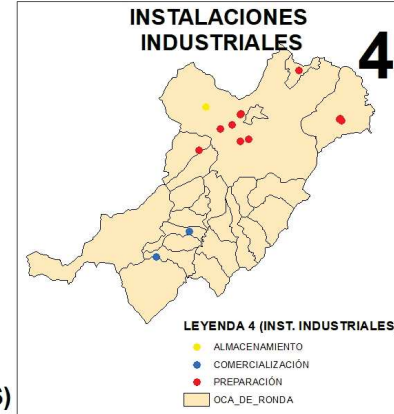 INSTALACIONES
INDUSTRIALES
4
LEYENDA 4 (INST. INDUSTRIALES
ALMACENAMIENTO
COMERCIALIZACIÓN
PREPARACIÓN
OCA_DE_RONDA
S)